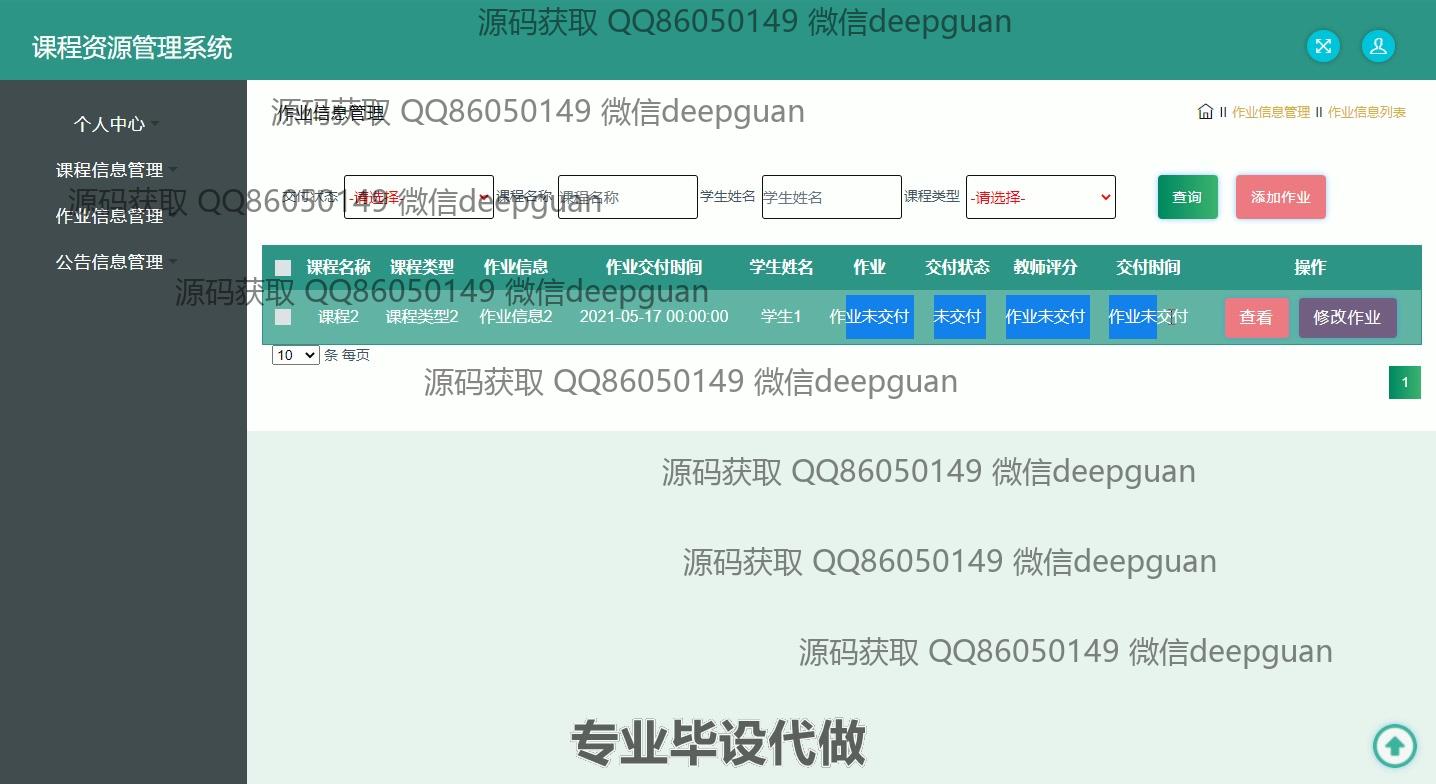 源码获取 QQ86050149 微信deepguan
课程资源管理系统
个人中心
课程信息管理
作业信息管理
公告信息管理
源码获取 QQ86050149 微信deepguan
作业信息管理
II 作业信息管理 II 作业信息列表
源码获取 QQ86050149 微信deepguan
交付状态 -请选择- 课程名称 课程名称 学生姓名 学生姓名 课程类型 -请选择- 查询 添加作业
课程名称 课程类型 作业信息 作业交付时间 学生姓名 作业 交付状态 教师评分 交付时间 操作
源码获取 QQ86050149 微信deepguan
课程2 课程类型2 作业信息2 2021-05-17 00:00:00 学生1 作业未交付 未交付 作业未交付 作业未交付 查看 修改作业
10 条 每页
源码获取 QQ86050149 微信deepguan
1
源码获取 QQ86050149 微信deepguan
源码获取 QQ86050149 微信deepguan
源码获取 QQ86050149 微信deepguan
专业毕设代做